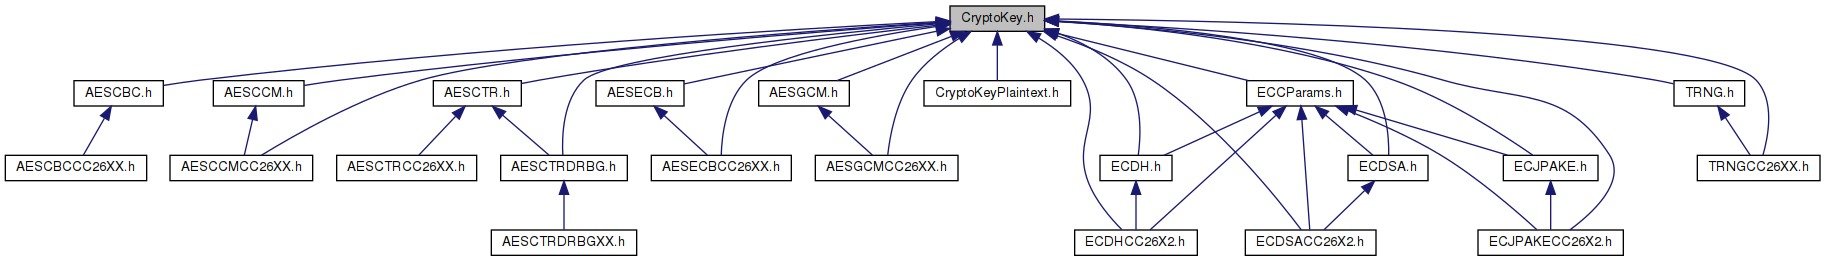 CryptoKey.h
AESCBC.h
AESCCM.h
AESCTR.h
AESECB.h
AESGCM.h
CryptoKeyPlaintext.h
ECCParams.h
TRNG.h
AESCBCCC26XX.h
AESCCMCC26XX.h
AESCTRCC26XX.h
AESCTRDRBG.h
AESECBCC26XX.h
AESGCMCC26XX.h
ECDH.h
ECDSA.h
ECJPAKE.h
TRNGCC26XX.h
AESCTRDRBGXX.h
ECDHCC26X2.h
ECDSACC26X2.h
ECJPAKECC26X2.h